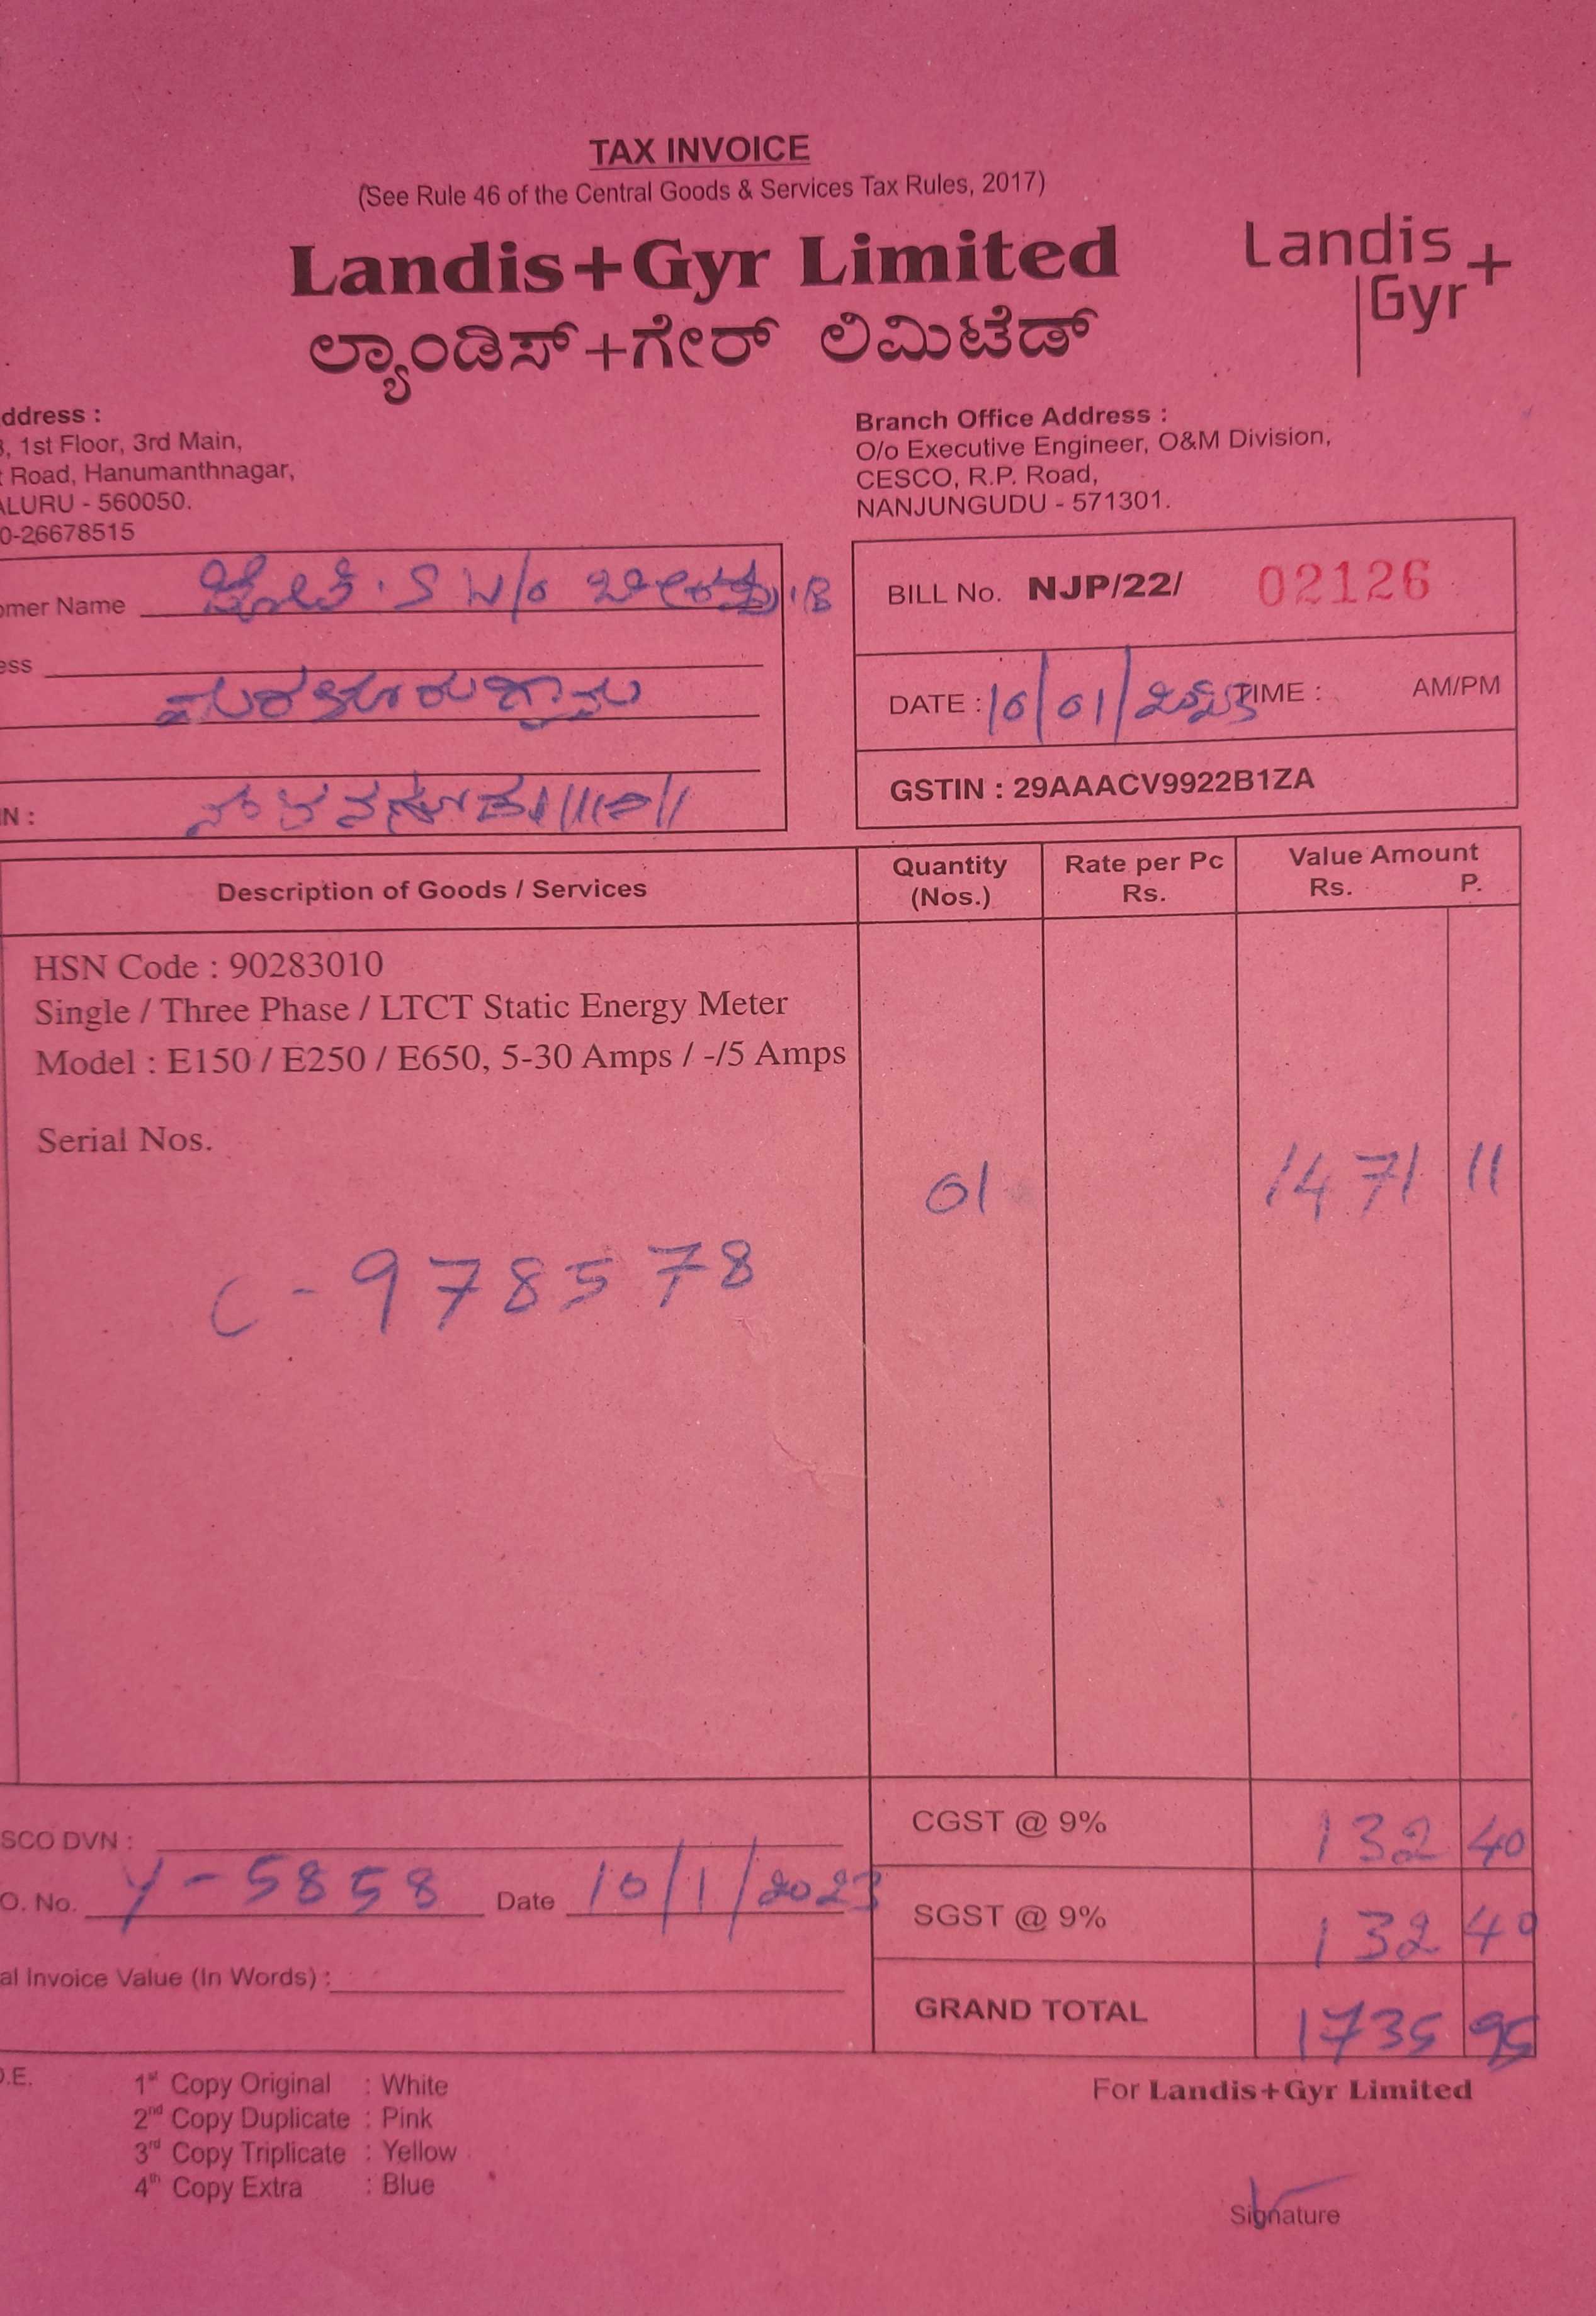 TAX INVOICE
(See Rule 46 of the Central Goods & Services Tax Rules, 2017)
Landis+Gyr Limited
Landis
Gyr+
ಲ್ಯಾಂಡಿಸ್+ಗೇರ್ ಲಿಮಿಟೆಡ್
ddress :
, 1st Floor, 3rd Main,
Road, Hanumanthnagar,
ALURU - 560050.
0-26678515
Branch Office Address :
O/o Executive Engineer, O&M Division,
CESCO, R.P. Road,
NANJUNGUDU - 571301.
omer Name ಜ್ಯೋತಿ . S W/o
ess
N :
BILL No. NJP/22/ 02126
DATE : 10/01/2023 TIME : AM/PM
GSTIN : 29AAACV9922B1ZA
Description of Goods / Services
Quantity (Nos.)
Rate per Pc Rs.
Value Amount Rs. P.
HSN Code : 90283010
Single / Three Phase / LTCT Static Energy Meter
Model : E150 / E250 / E650, 5-30 Amps / -/5 Amps
Serial Nos.
01 1471 11
C - 978578
SCO DVN :
O. No. Y - 5858 Date 10/1/2023
al Invoice Value (In Words) :
CGST @ 9% 132 40
SGST @ 9% 132 40
GRAND TOTAL 1735 95
O.E.
1st Copy Original : White
2nd Copy Duplicate : Pink
3rd Copy Triplicate : Yellow
4th Copy Extra : Blue
For Landis+Gyr Limited
Signature